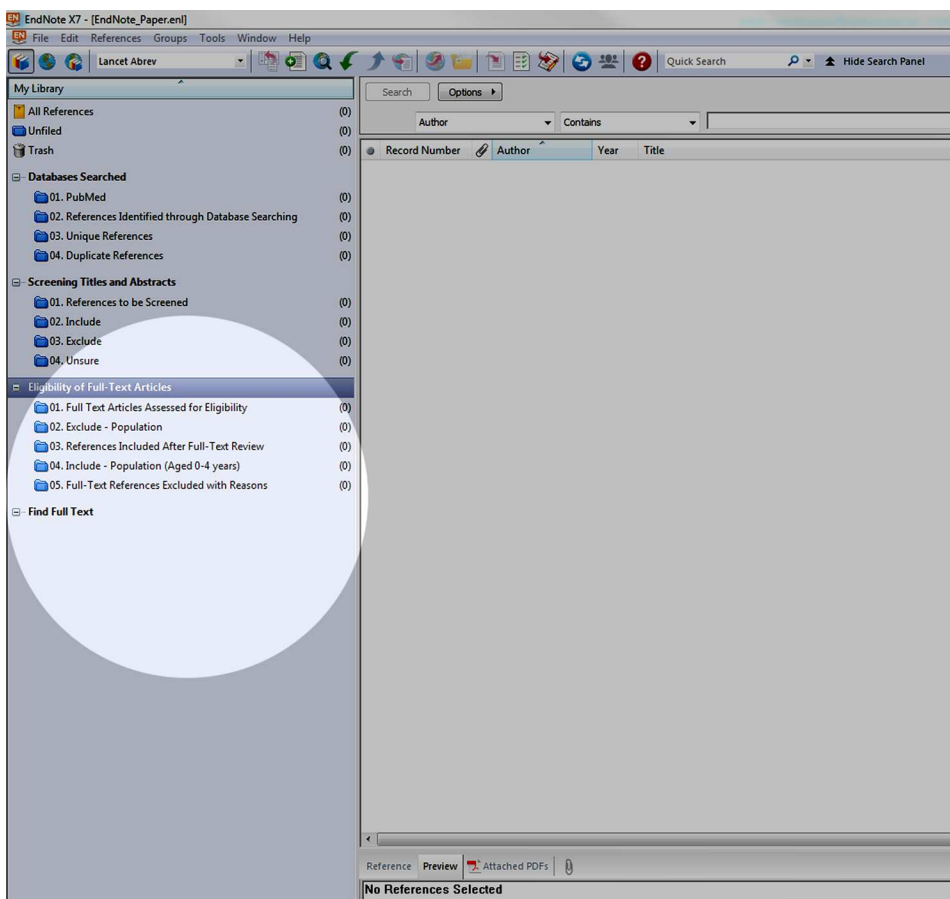 EndNote X7 - [EndNote_Paper.enl]
File Edit References Groups Tools Window Help
Lancet Abrev Quick Search Hide Search Panel
My Library
All References (0)
Unfiled (0)
Trash (0)
Databases Searched
01. PubMed (0)
02. References Identified through Database Searching (0)
03. Unique References (0)
04. Duplicate References (0)
Screening Titles and Abstracts
01. References to be Screened (0)
02. Include (0)
03. Exclude (0)
04. Unsure (0)
Eligibility of Full-Text Articles
01. Full Text Articles Assessed for Eligibility (0)
02. Exclude - Population (0)
03. References Included After Full-Text Review (0)
04. Include - Population (Aged 0-4 years) (0)
05. Full-Text References Excluded with Reasons (0)
Find Full Text
Search Options
Author Contains
Record Number Author Year Title
Reference Preview Attached PDFs
No References Selected